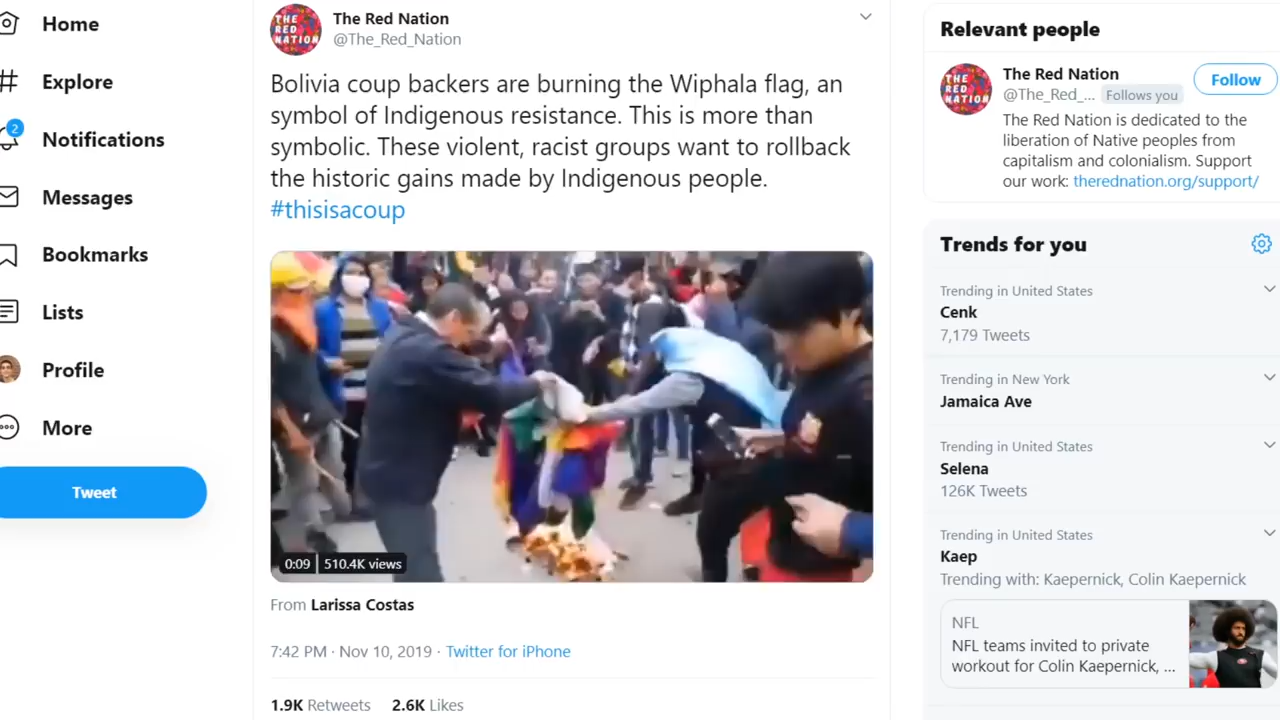 Home
Explore
2
Notifications
Messages
Bookmarks
Lists
Profile
More
Tweet
THE
RED
NATION
The Red Nation
@The_Red_Nation
Bolivia coup backers are burning the Wiphala flag, an
symbol of Indigenous resistance. This is more than
symbolic. These violent, racist groups want to rollback
the historic gains made by Indigenous people.
#thisisacoup
0:09 510.4K views
From Larissa Costas
7:42 PM · Nov 10, 2019 · Twitter for iPhone
1.9K Retweets 2.6K Likes
Relevant people
THE
RED
NATION
The Red Nation
@The_Red_... Follows you
Follow
The Red Nation is dedicated to the
liberation of Native peoples from
capitalism and colonialism. Support
our work: therednation.org/support/
Trends for you
Trending in United States
Cenk
7,179 Tweets
Trending in New York
Jamaica Ave
Trending in United States
Selena
126K Tweets
Trending in United States
Kaep
Trending with: Kaepernick, Colin Kaepernick
NFL
NFL teams invited to private
workout for Colin Kaepernick, ...